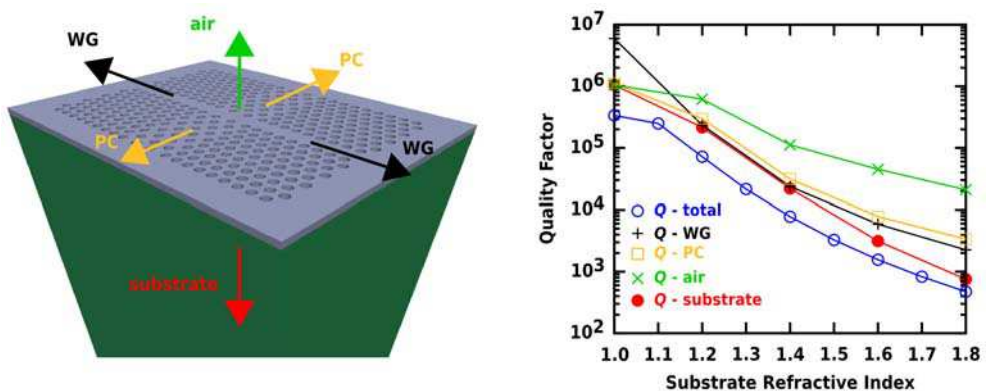 air
WG
PC
PC
WG
substrate
Quality Factor
10^7
10^6
10^5
10^4
10^3
10^2
Q - total
Q - WG
Q - PC
Q - air
Q - substrate
1.0 1.1 1.2 1.3 1.4 1.5 1.6 1.7 1.8
Substrate Refractive Index